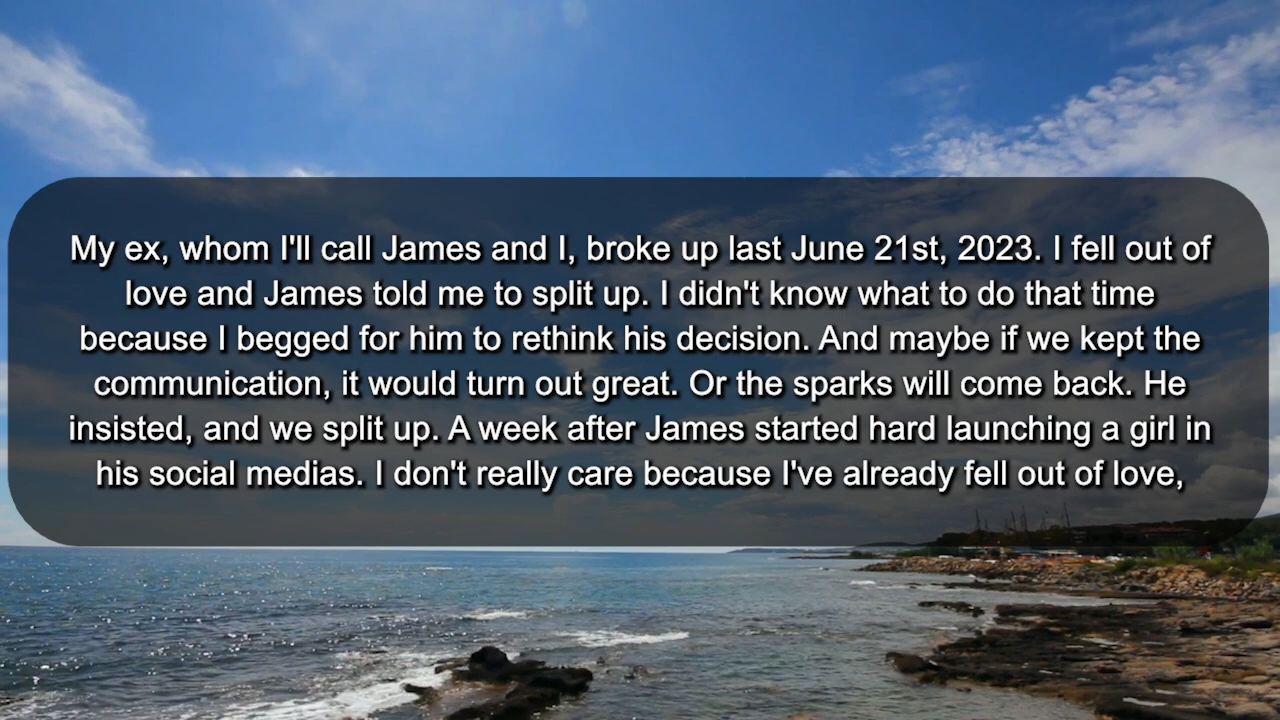 My ex, whom I'll call James and I, broke up last June 21st, 2023. I fell out of
love and James told me to split up. I didn't know what to do that time
because I begged for him to rethink his decision. And maybe if we kept the
communication, it would turn out great. Or the sparks will come back. He
insisted, and we split up. A week after James started hard launching a girl in
his social medias. I don't really care because I've already fell out of love,